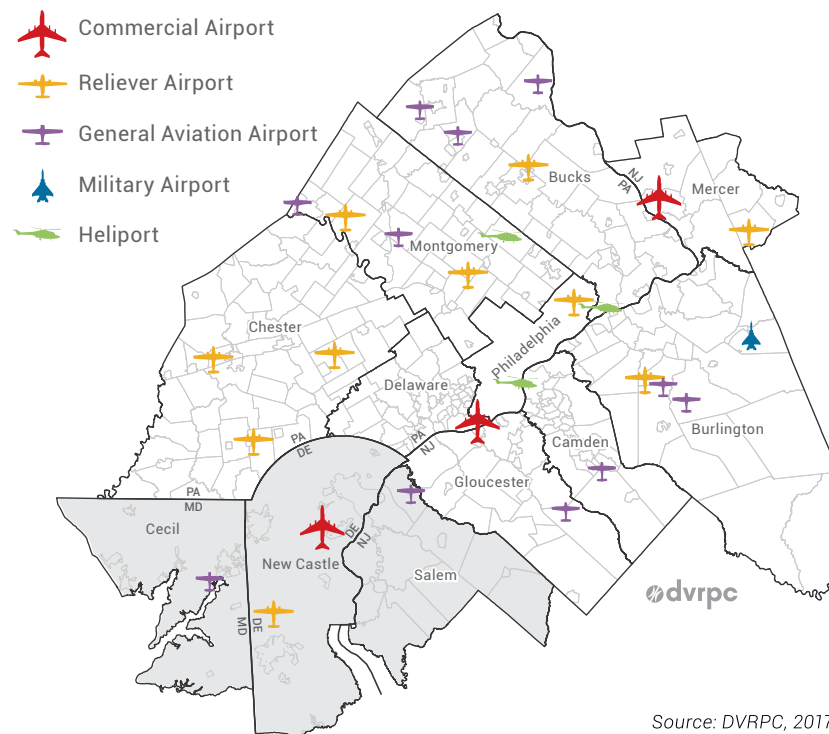 Commercial Airport
Reliever Airport
General Aviation Airport
Military Airport
Heliport
NJ
PA
Bucks
Mercer
Montgomery
Chester
Philadelphia
Delaware
PA
DE
PA
NJ
Camden
Burlington
Gloucester
PA
MD
Cecil
DE
NJ
New Castle
Salem
MD
DE
dvrpc
Source: DVRPC, 2017